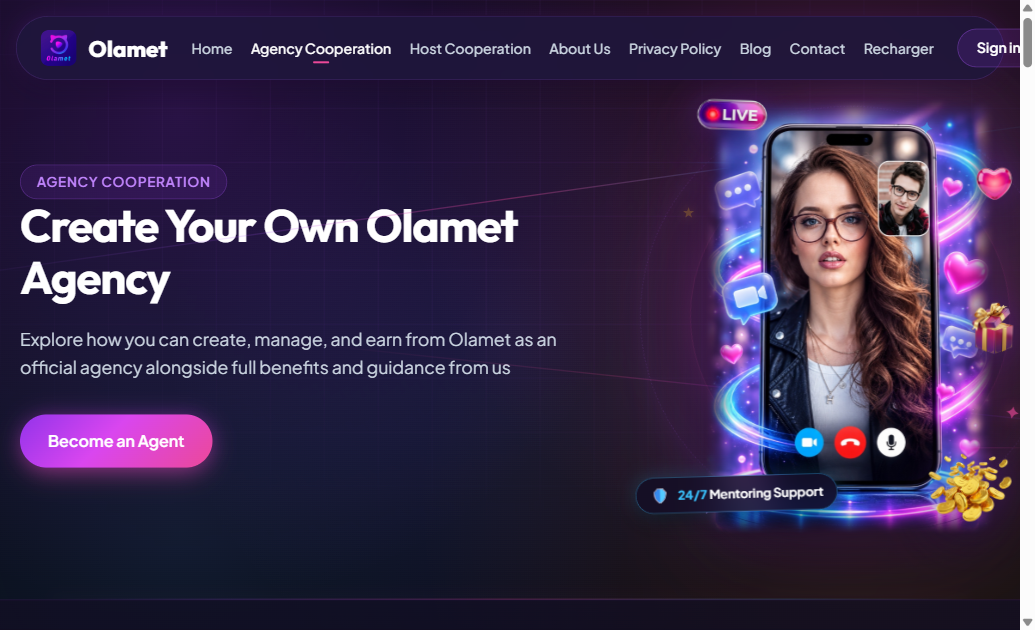 Olamet
Olamet
Home
Agency Cooperation
Host Cooperation
About Us
Privacy Policy
Blog
Contact
Recharger
Sign in
LIVE
AGENCY COOPERATION
Create Your Own Olamet
Agency
Explore how you can create, manage, and earn from Olamet as an
official agency alongside full benefits and guidance from us
Become an Agent
24/7 Mentoring Support